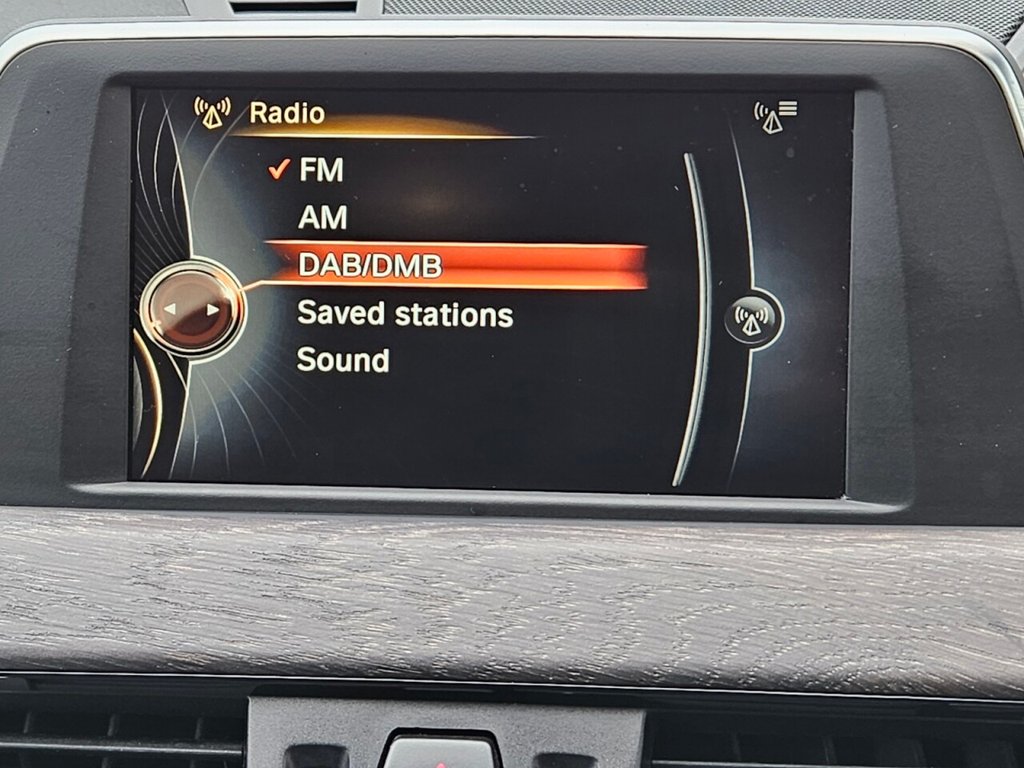 Radio
FM
AM
DAB/DMB
Saved stations
Sound